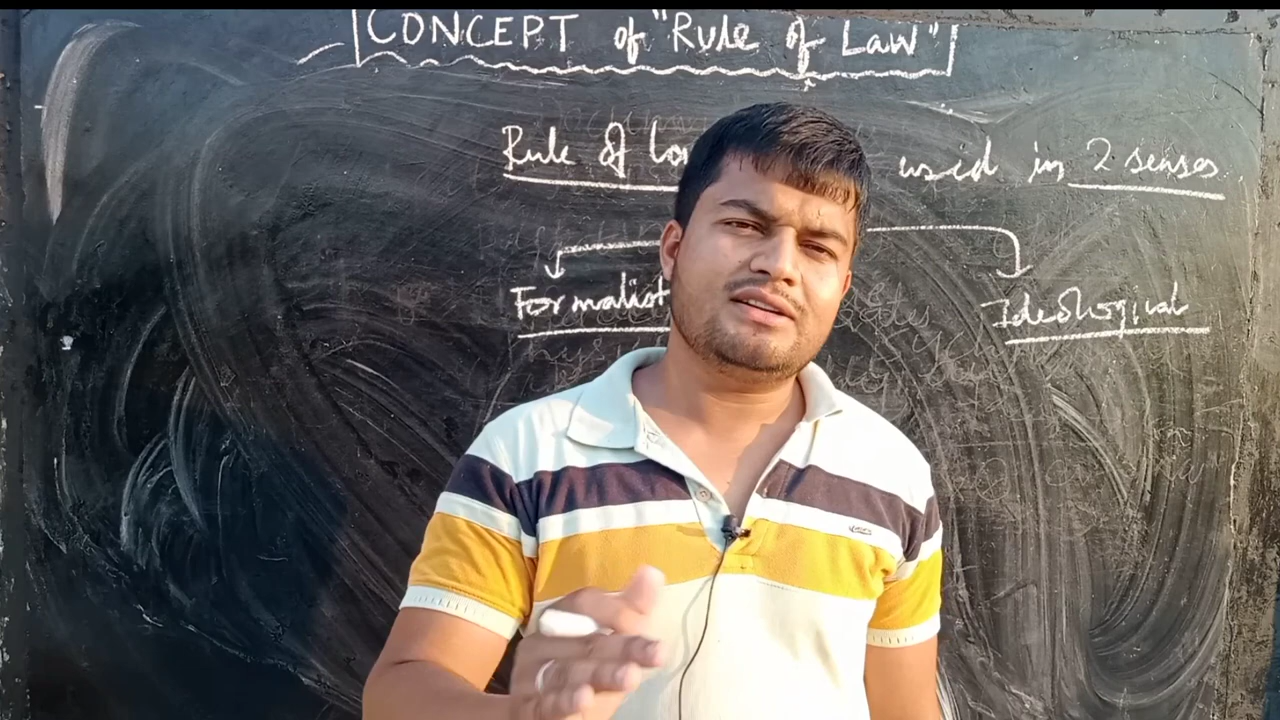 CONCEPT of "Rule of Law"
Rule of used in 2 senses
Formalist Ideological